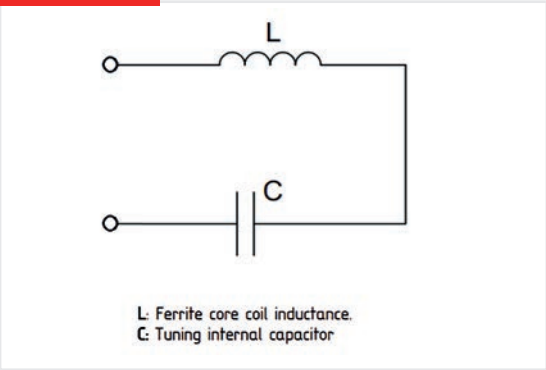 L
C
L: Ferrite core coil inductance.
C: Tuning internal capacitor